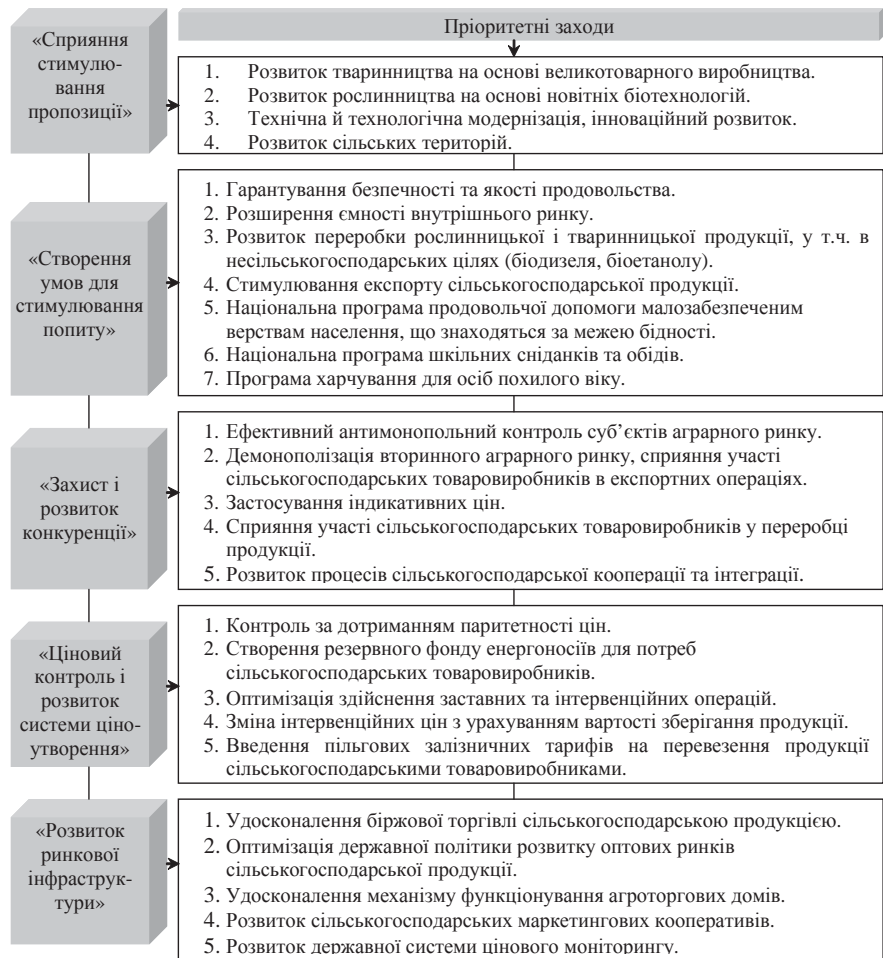 Пріоритетні заходи
«Сприяння
стимулю-
вання
пропозиції»
1. Розвиток тваринництва на основі великотоварного виробництва.
2. Розвиток рослинництва на основі новітніх біотехнологій.
3. Технічна й технологічна модернізація, інноваційний розвиток.
4. Розвиток сільських територій.
«Створення
умов для
стимулювання
попиту»
1. Гарантування безпечності та якості продовольства.
2. Розширення ємності внутрішнього ринку.
3. Розвиток переробки рослинницької і тваринницької продукції, у т.ч. в
несільськогосподарських цілях (біодизеля, біоетанолу).
4. Стимулювання експорту сільськогосподарської продукції.
5. Національна програма продовольчої допомоги малозабезпеченим
верствам населення, що знаходяться за межею бідності.
6. Національна програма шкільних сніданків та обідів.
7. Програма харчування для осіб похилого віку.
«Захист і
розвиток
конкуренції»
1. Ефективний антимонопольний контроль суб’єктів аграрного ринку.
2. Демонополізація вторинного аграрного ринку, сприяння участі
сільськогосподарських товаровиробників в експортних операціях.
3. Застосування індикативних цін.
4. Сприяння участі сільськогосподарських товаровиробників у переробці
продукції.
5. Розвиток процесів сільськогосподарської кооперації та інтеграції.
«Ціновий
контроль і
розвиток
системи ціно-
утворення»
1. Контроль за дотриманням паритетності цін.
2. Створення резервного фонду енергоносіїв для потреб
сільськогосподарських товаровиробників.
3. Оптимізація здійснення заставних та інтервенційних операцій.
4. Зміна інтервенційних цін з урахуванням вартості зберігання продукції.
5. Введення пільгових залізничних тарифів на перевезення продукції
сільськогосподарськими товаровиробниками.
«Розвиток
ринкової
інфраструк-
тури»
1. Удосконалення біржової торгівлі сільськогосподарською продукцією.
2. Оптимізація державної політики розвитку оптових ринків
сільськогосподарської продукції.
3. Удосконалення механізму функціонування агроторгових домів.
4. Розвиток сільськогосподарських маркетингових кооперативів.
5. Розвиток державної системи цінового моніторингу.